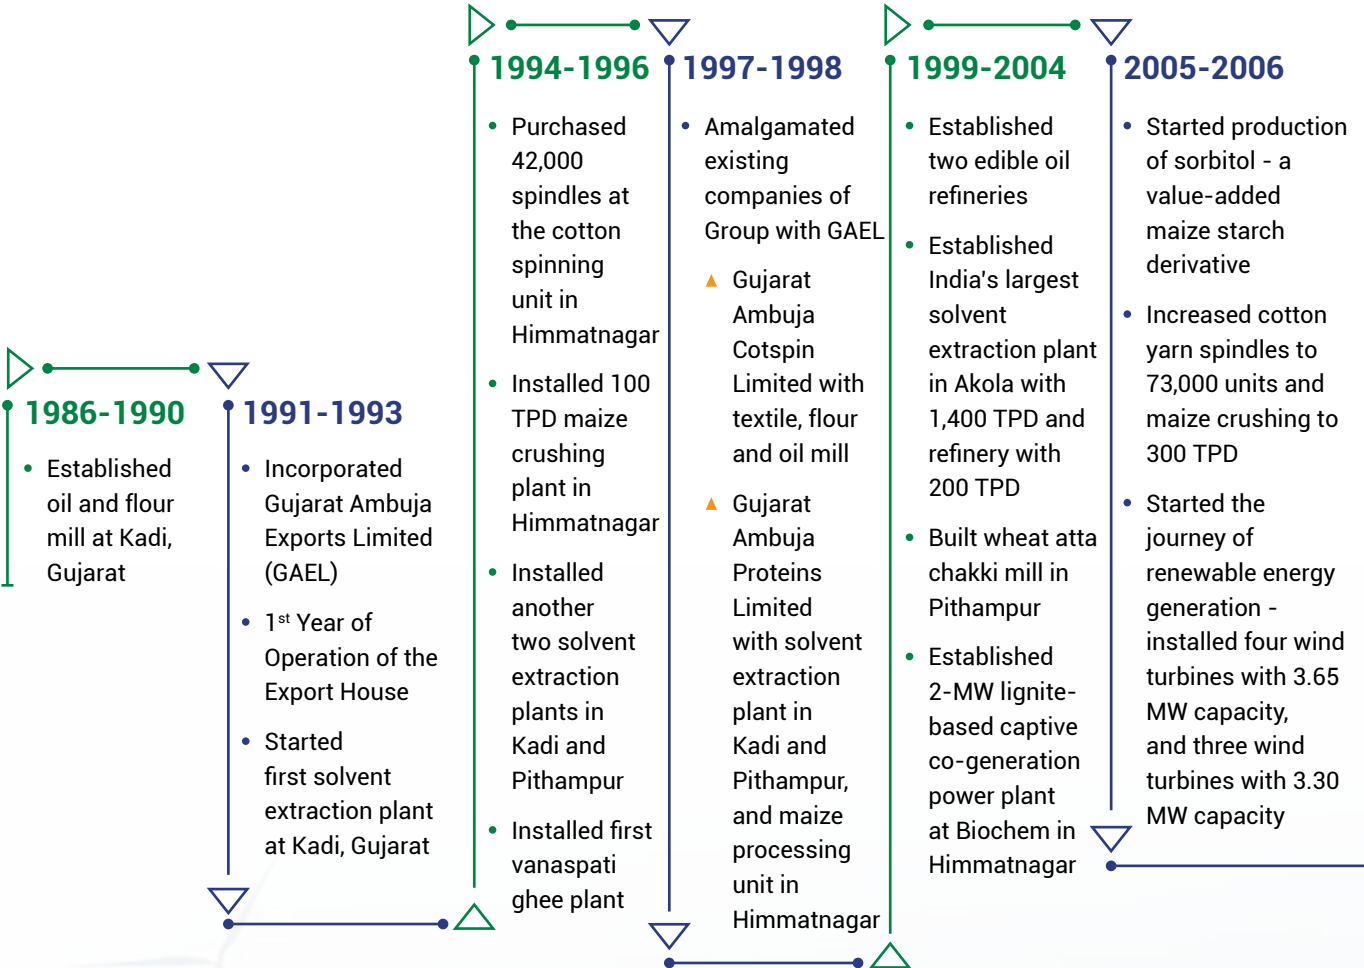 1986-1990
Established
oil and flour
mill at Kadi,
Gujarat
1991-1993
Incorporated
Gujarat Ambuja
Exports Limited
(GAEL)
1st Year of
Operation of the
Export House
Started
first solvent
extraction plant
at Kadi, Gujarat
1994-1996
Purchased
42,000
spindles at
the cotton
spinning
unit in
Himmatnagar
Installed 100
TPD maize
crushing
plant in
Himmatnagar
Installed
another
two solvent
extraction
plants in
Kadi and
Pithampur
Installed first
vanaspati
ghee plant
1997-1998
Amalgamated
existing
companies of
Group with GAEL
Gujarat
Ambuja
Cotspin
Limited with
textile, flour
and oil mill
Gujarat
Ambuja
Proteins
Limited
with solvent
extraction
plant in
Kadi and
Pithampur,
and maize
processing
unit in
Himmatnagar
1999-2004
Established
two edible oil
refineries
Established
India's largest
solvent
extraction plant
in Akola with
1,400 TPD and
refinery with
200 TPD
Built wheat atta
chakki mill in
Pithampur
Established
2-MW lignite-
based captive
co-generation
power plant
at Biochem in
Himmatnagar
2005-2006
Started production
of sorbitol - a
value-added
maize starch
derivative
Increased cotton
yarn spindles to
73,000 units and
maize crushing to
300 TPD
Started the
journey of
renewable energy
generation -
installed four wind
turbines with 3.65
MW capacity,
and three wind
turbines with 3.30
MW capacity